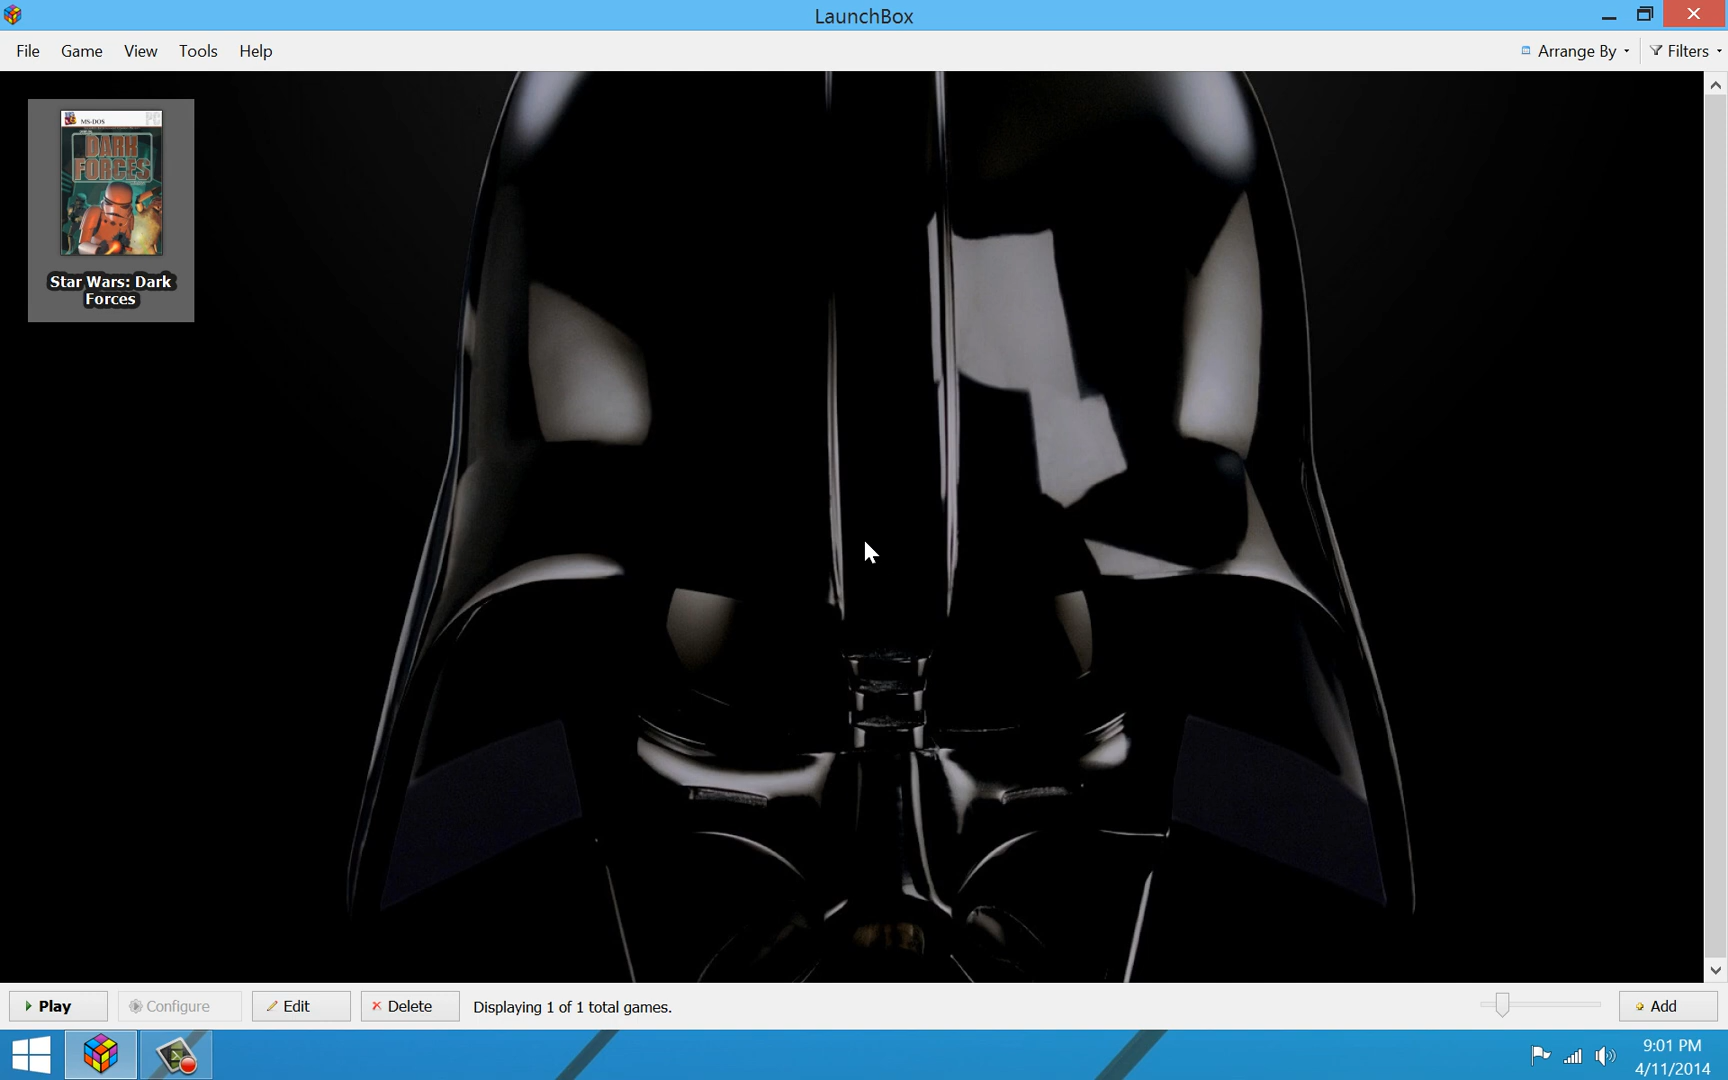 LaunchBox
File Game View Tools Help Arrange By Filters
MS-DOS PC
DARK
FORCES
Star Wars: Dark
Forces
Play Configure Edit Delete Displaying 1 of 1 total games. Add
9:01 PM
4/11/2014